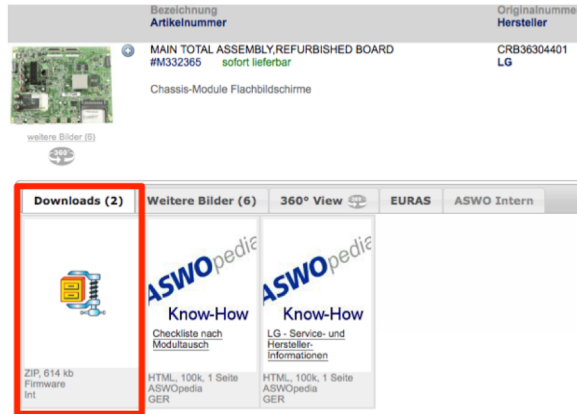 Bezeichnung Originalnumme
Artikelnummer Hersteller
MAIN TOTAL ASSEMBLY,REFURBISHED BOARD CRB36304401
#M332365 sofort lieferbar LG
Chassis-Module Flachbildschirme
weitere Bilder (6)
360°
Downloads (2) Weitere Bilder (6) 360° View EURAS ASWO Intern
ASWOpedia
Know-How
Checkliste nach
Modultausch
ASWOpedia
Know-How
LG - Service- und
Hersteller-
Informationen
ZIP, 614 kb
Firmware
Int
HTML, 100k, 1 Seite
ASWOpedia
GER
HTML, 100k, 1 Seite
ASWOpedia
GER